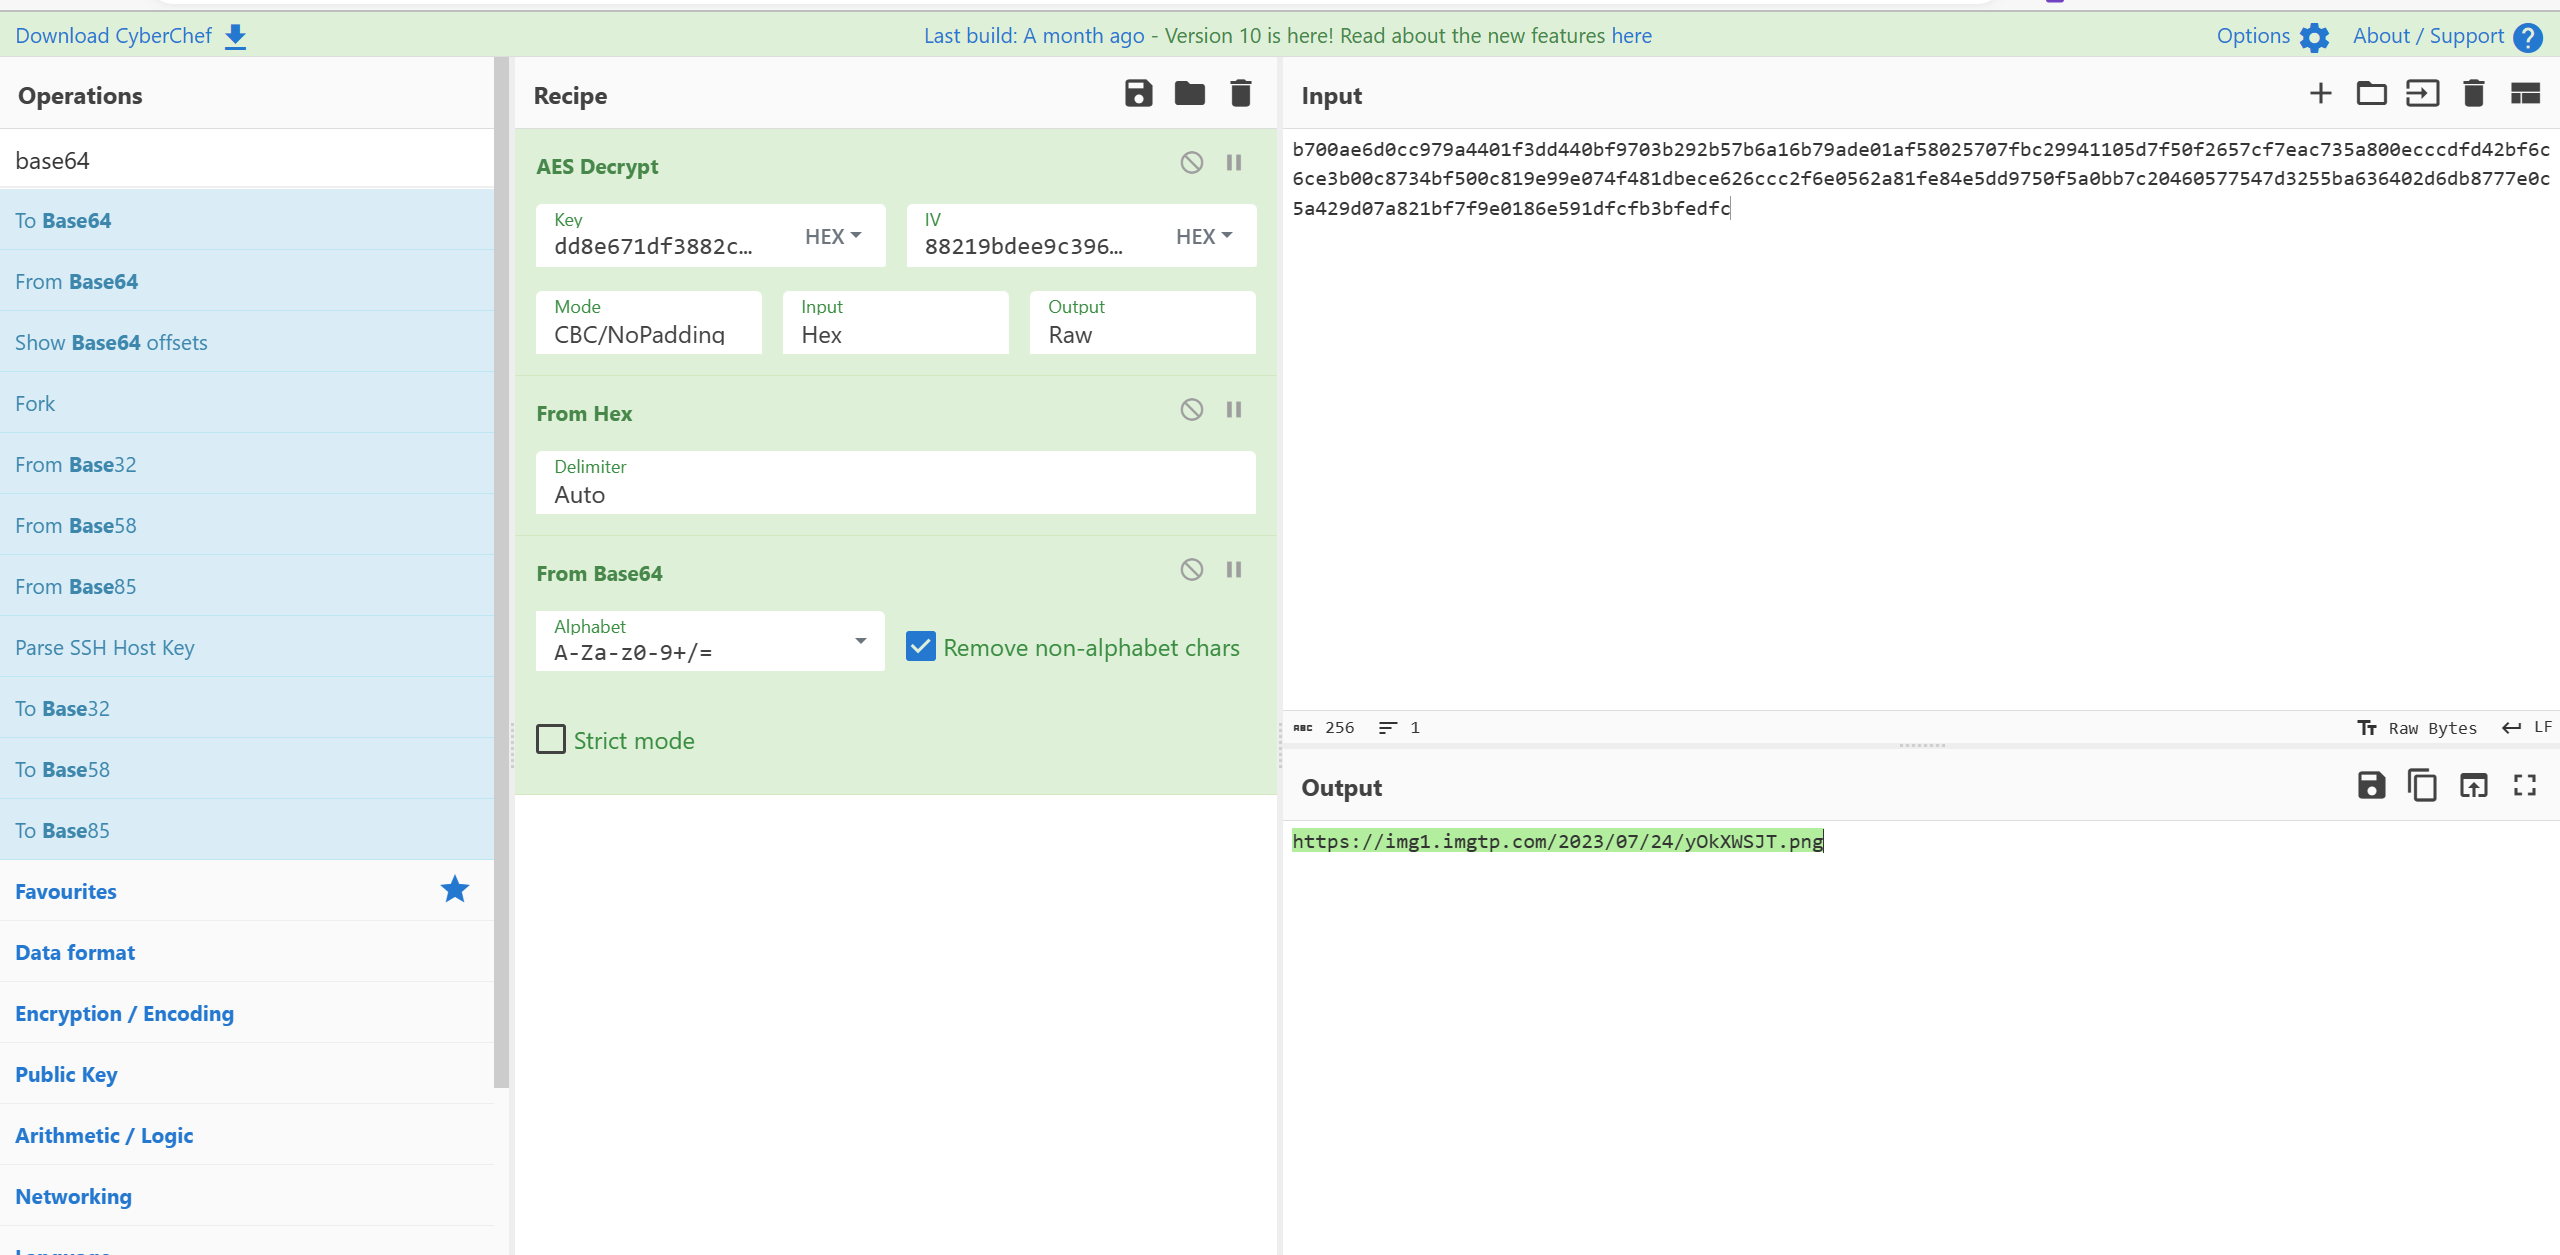 Download CyberChef
Last build: A month ago - Version 10 is here! Read about the new features here
Options
About / Support
Operations
base64
To Base64
From Base64
Show Base64 offsets
Fork
From Base32
From Base58
From Base85
Parse SSH Host Key
To Base32
To Base58
To Base85
Favourites
Data format
Encryption / Encoding
Public Key
Arithmetic / Logic
Networking
Language
Recipe
AES Decrypt
Key
dd8e671df3882c…
HEX
IV
88219bdee9c396…
HEX
Mode
CBC/NoPadding
Input
Hex
Output
Raw
From Hex
Delimiter
Auto
From Base64
Alphabet
A-Za-z0-9+/=
Remove non-alphabet chars
Strict mode
Input
b700ae6d0cc979a4401f3dd440bf9703b292b57b6a16b79ade01af58025707fbc29941105d7f50f2657cf7eac735a800ecccdfd42bf6c
6ce3b00c8734bf500c819e99e074f481dbece626ccc2f6e0562a81fe84e5dd9750f5a0bb7c20460577547d3255ba636402d6db8777e0c
5a429d07a821bf7f9e0186e591dfcfb3bfedfc
ABC 256
1
Raw Bytes
LF
Output
https://img1.imgtp.com/2023/07/24/yOkXWSJT.png